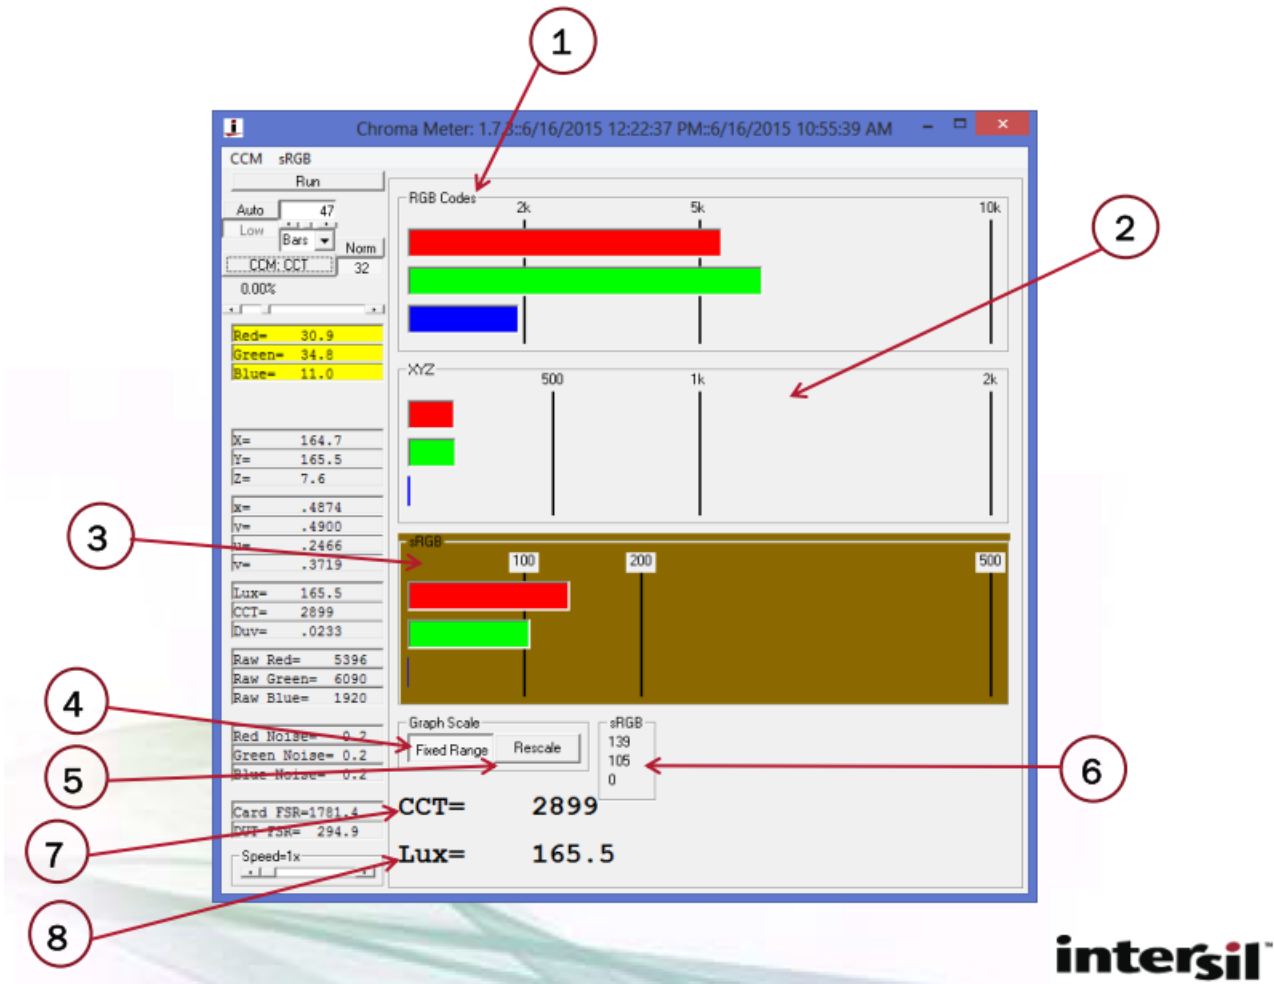 1
Chroma Meter: 1.7.3::6/16/2015 12:22:37 PM::6/16/2015 10:55:39 AM
CCM sRGB
Run
Auto 47
Low
Bars
Norm
CCM: CCT 32
0.00%
Red= 30.9
Green= 34.8
Blue= 11.0
X= 164.7
Y= 165.5
Z= 7.6
x= .4874
y= .4900
u= .2466
v= .3719
Lux= 165.5
CCT= 2899
Duv= .0233
Raw Red= 5396
Raw Green= 6090
Raw Blue= 1920
Red Noise= 0.2
Green Noise= 0.2
Blue Noise= 0.2
Card FSR=1781.4
DUT FSR= 294.9
Speed=1x
RGB Codes
2k 5k 10k
2
XYZ
500 1k 2k
3
sRGB
100 200 500
4
Graph Scale
Fixed Range Rescale
5
sRGB
139
105
0
6
CCT= 2899
7
Lux= 165.5
8
intersil™